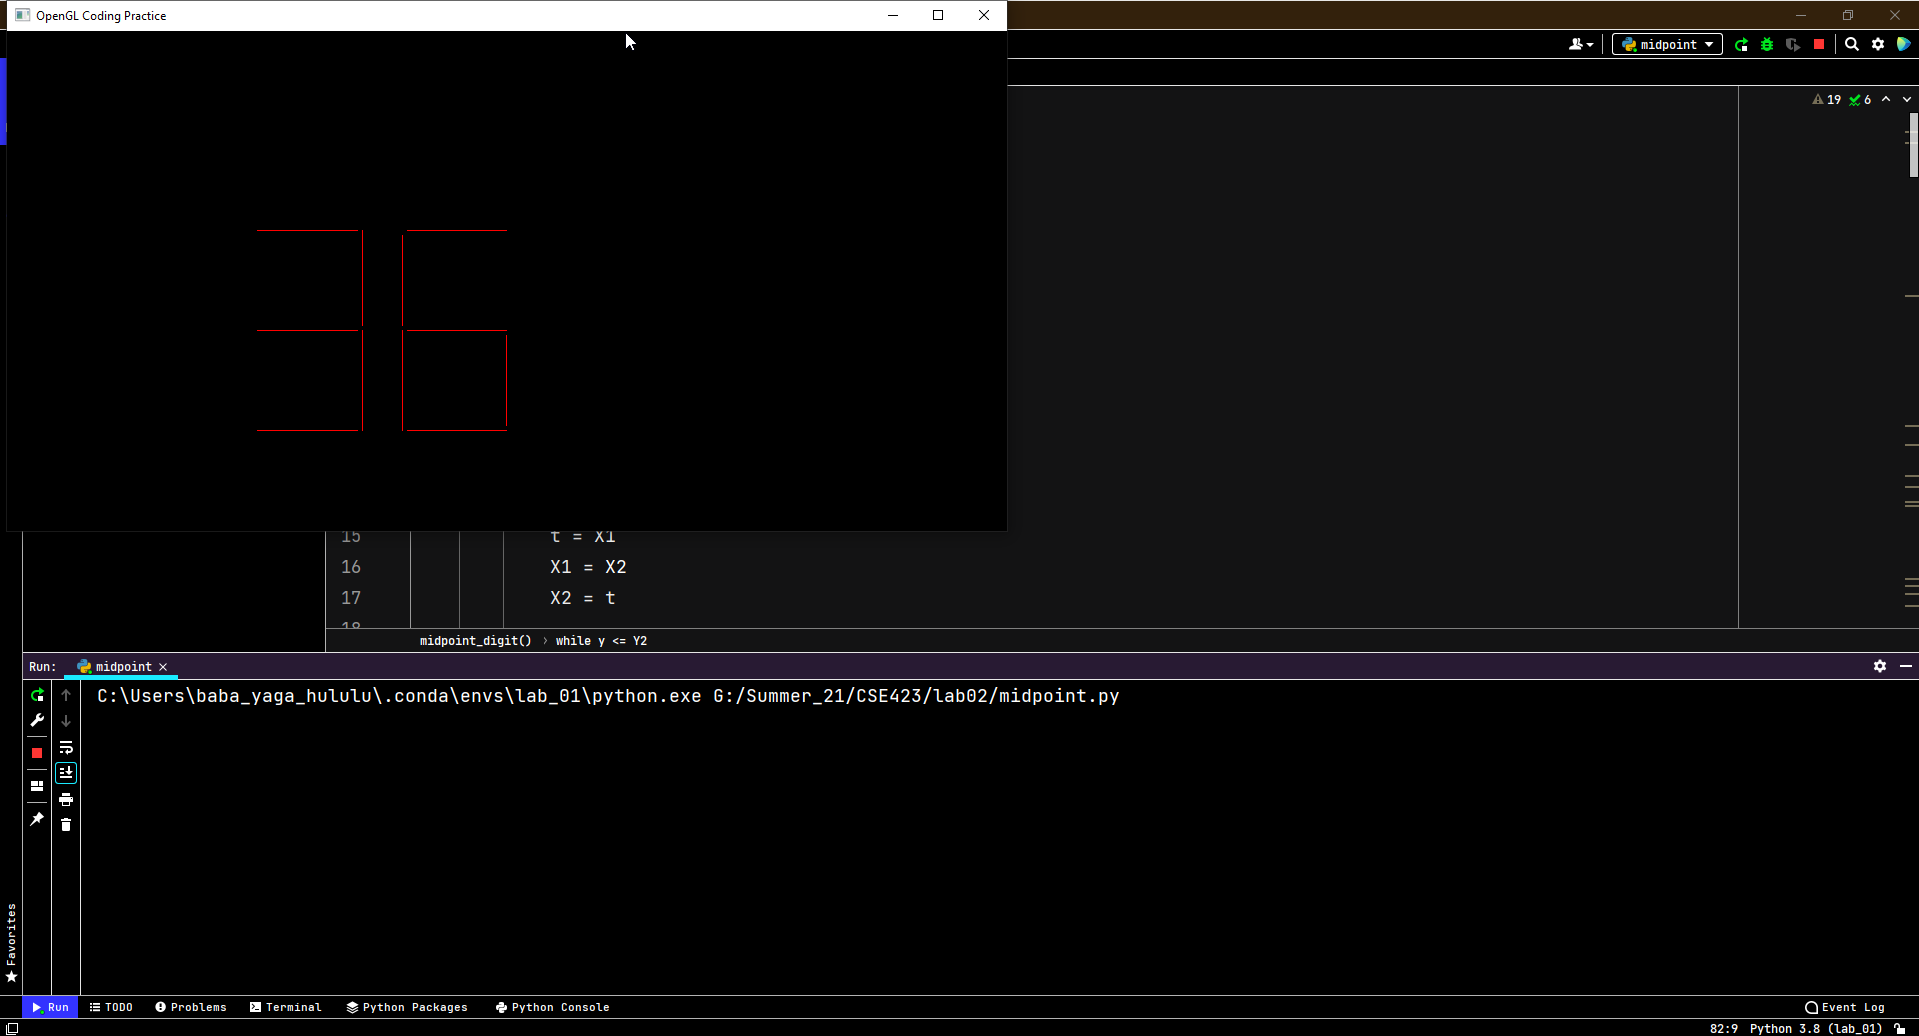 OpenGL Coding Practice
midpoint
19 6
36
15 t = X1
16 X1 = X2
17 X2 = t
18
midpoint_digit() › while y <= Y2
Run: midpoint
C:\Users\baba_yaga_hululu\.conda\envs\lab_01\python.exe G:/Summer_21/CSE423/lab02/midpoint.py
Favorites
Run TODO Problems Terminal Python Packages Python Console Event Log
82:9 Python 3.8 (lab_01)